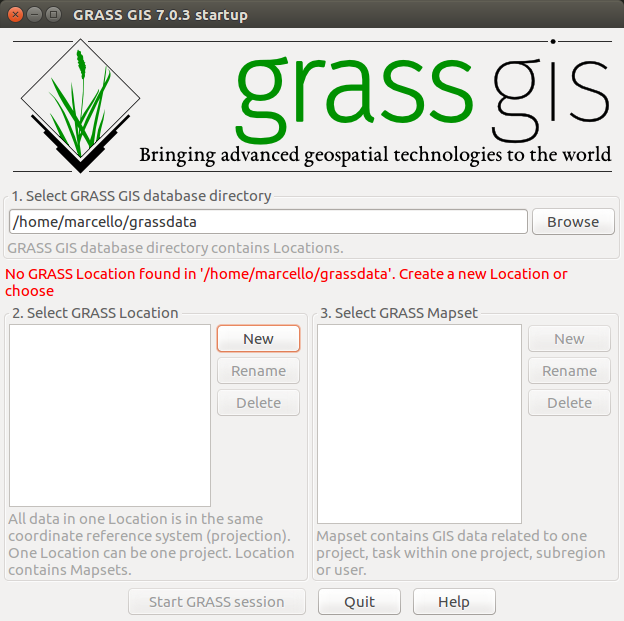 GRASS GIS 7.0.3 startup
grass gis
Bringing advanced geospatial technologies to the world
1. Select GRASS GIS database directory
/home/marcello/grassdata
Browse
GRASS GIS database directory contains Locations.
No GRASS Location found in '/home/marcello/grassdata'. Create a new Location or
choose
2. Select GRASS Location
New
Rename
Delete
All data in one Location is in the same
coordinate reference system (projection).
One Location can be one project. Location
contains Mapsets.
3. Select GRASS Mapset
New
Rename
Delete
Mapset contains GIS data related to one
project, task within one project, subregion
or user.
Start GRASS session
Quit
Help